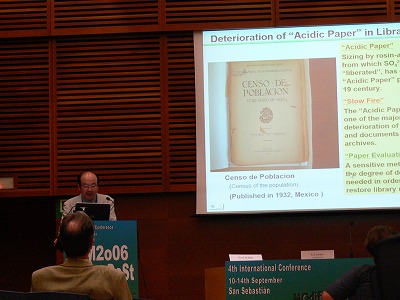 Deterioration of "Acidic Paper" in Libra
"Acidic Paper"
Sizing by rosin-a
from which SO₄²
"liberated", has
"Acidic Paper" p
19 century.
"Slow Fire"
The "Acidic Pap
one of the major
deterioration of
and documents
archives.
"Paper Evaluati
A sensitive met
the degree of de
needed in order
restore library
CENSO DE
POBLACION
Censo de Poblacion
(Census of the population)
(Published in 1932, Mexico )
Conference
M2o06
4th International Conference
10-14th September
San Sebastian